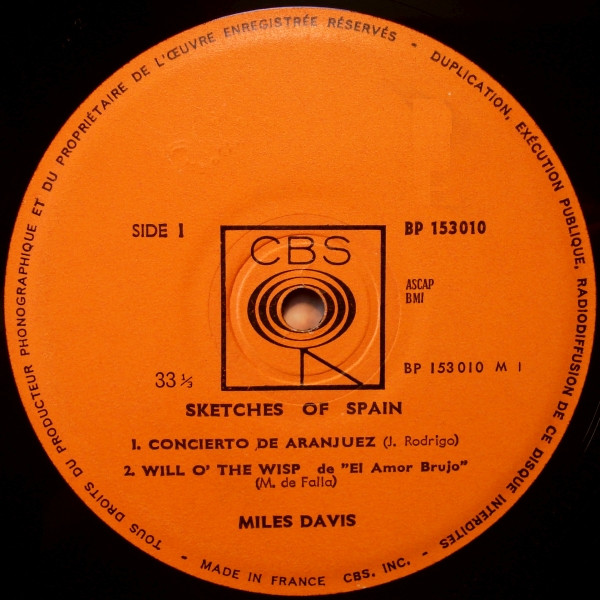 TOUS DROITS DU PRODUCTEUR PHONOGRAPHIQUE ET DU PROPRIÉTAIRE DE L'ŒUVRE ENREGISTRÉE RÉSERVÉS - DUPLICATION, EXÉCUTION PUBLIQUE, RADIODIFFUSION DE CE DISQUE INTERDITES
SIDE 1
BP 153010
CBS
ASCAP
BMI
33 ⅓
BP 153010 M 1
SKETCHES OF SPAIN
1. CONCIERTO DE ARANJUEZ (J. Rodrigo)
2. WILL O' THE WISP de "El Amor Brujo"
(M. de Falla)
MILES DAVIS
- MADE IN FRANCE CBS, INC. -